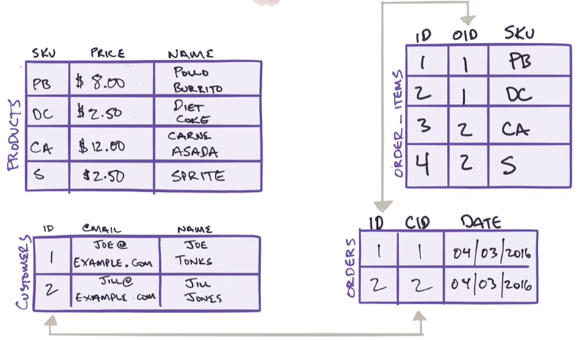 PRODUCTS
SKU PRICE NAME
PB $8.00 POLLO BURRITO
DC $2.50 DIET COKE
CA $12.00 CARNE ASADA
S $2.50 SPRITE
ORDER_ITEMS
ID OID SKU
1 1 PB
2 1 DC
3 2 CA
4 2 S
CUSTOMERS
ID EMAIL NAME
1 JOE@EXAMPLE.COM JOE TONKS
2 JILL@EXAMPLE.COM JILL JONES
ORDERS
ID CID DATE
1 1 04/03/2016
2 2 04/03/2016